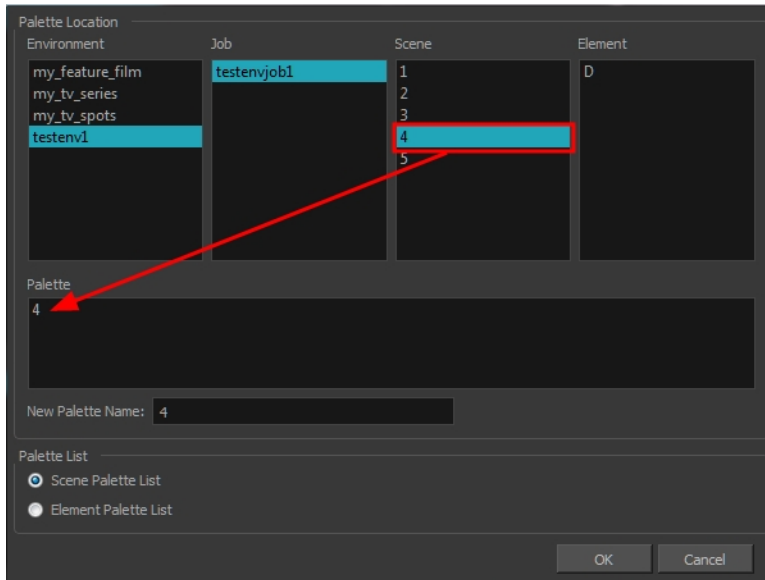 Palette Location
Environment Job Scene Element
my_feature_film testenvjob1 1 D
my_tv_series 2
my_tv_spots 3
testenv1 4
5
Palette
4
New Palette Name: 4
Palette List
Scene Palette List
Element Palette List
OK Cancel